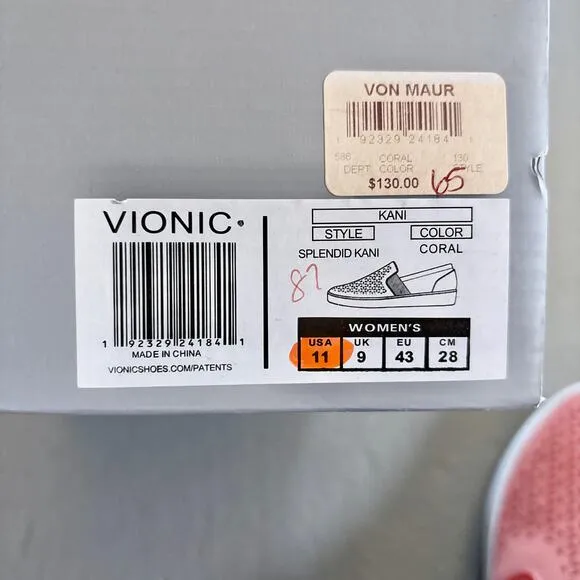 VON MAUR
1 92329 24184 1
586 CORAL 130
DEPT COLOR STYLE
$130.00 65
VIONIC
1 92329 24184 1
MADE IN CHINA
VIONICSHOES.COM/PATENTS
KANI
STYLE COLOR
SPLENDID KANI CORAL
87
WOMEN'S
USA UK EU CM
11 9 43 28